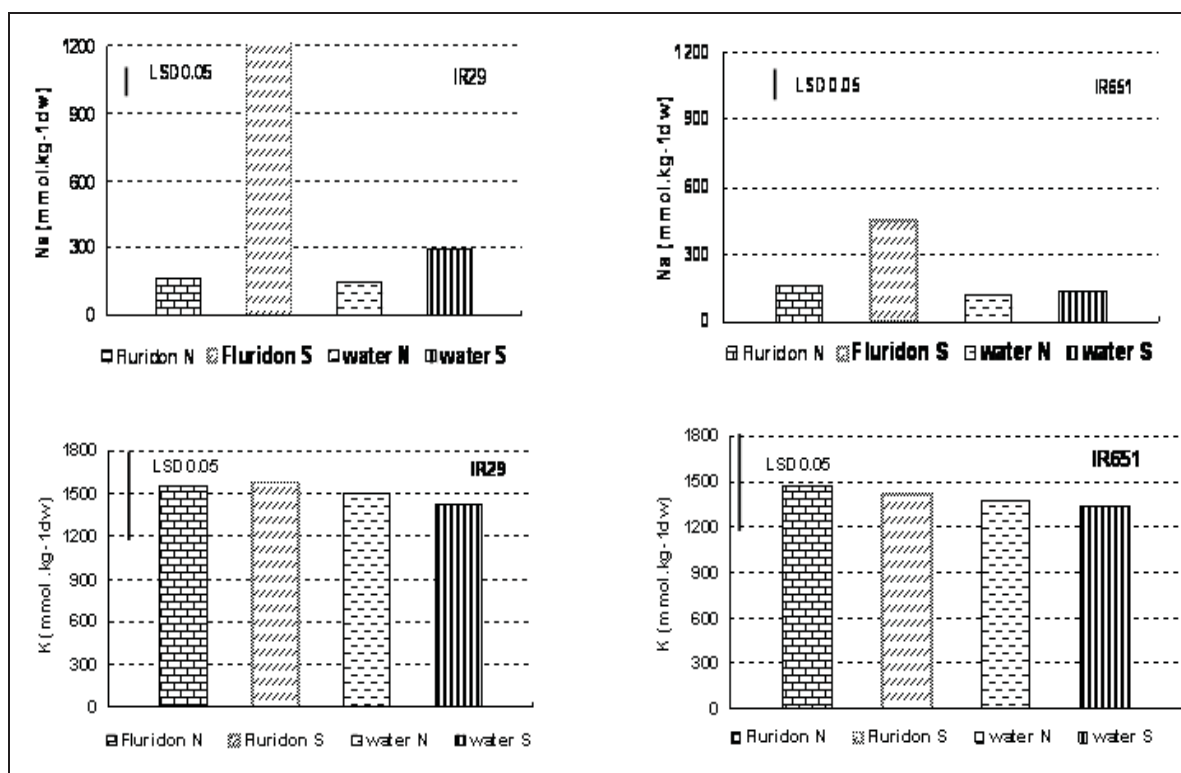 1200
900
600
300
0
Na [mmol.kg-1dw]
LSD 0.05
IR29
Fluridon N Fluridon S water N water S
1200
900
600
300
0
Na [mmol.kg-1dw]
LSD 0.05
IR651
Fluridon N Fluridon S water N water S
1800
1500
1200
900
600
300
0
K (mmol.kg-1dw)
LSD 0.05
IR29
Fluridon N Fluridon S water N water S
1800
1500
1200
900
600
300
0
K (mmol.kg-1dw)
LSD 0.05
IR651
Fluridon N Fluridon S water N water S